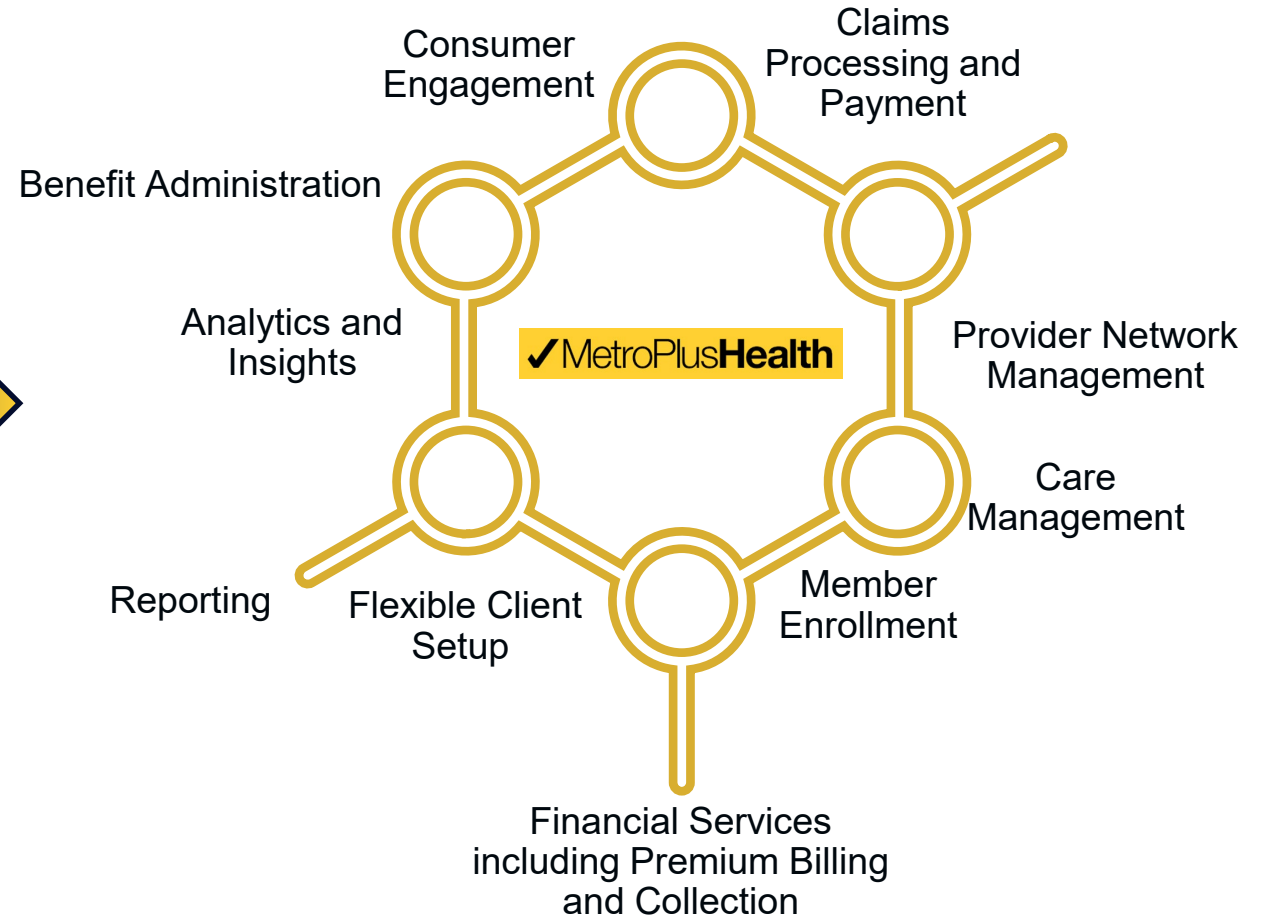 Consumer
Engagement
Claims
Processing and
Payment
Benefit Administration
Analytics and
Insights
✓MetroPlusHealth
Provider Network
Management
Care
Management
Reporting
Flexible Client
Setup
Member
Enrollment
Financial Services
including Premium Billing
and Collection